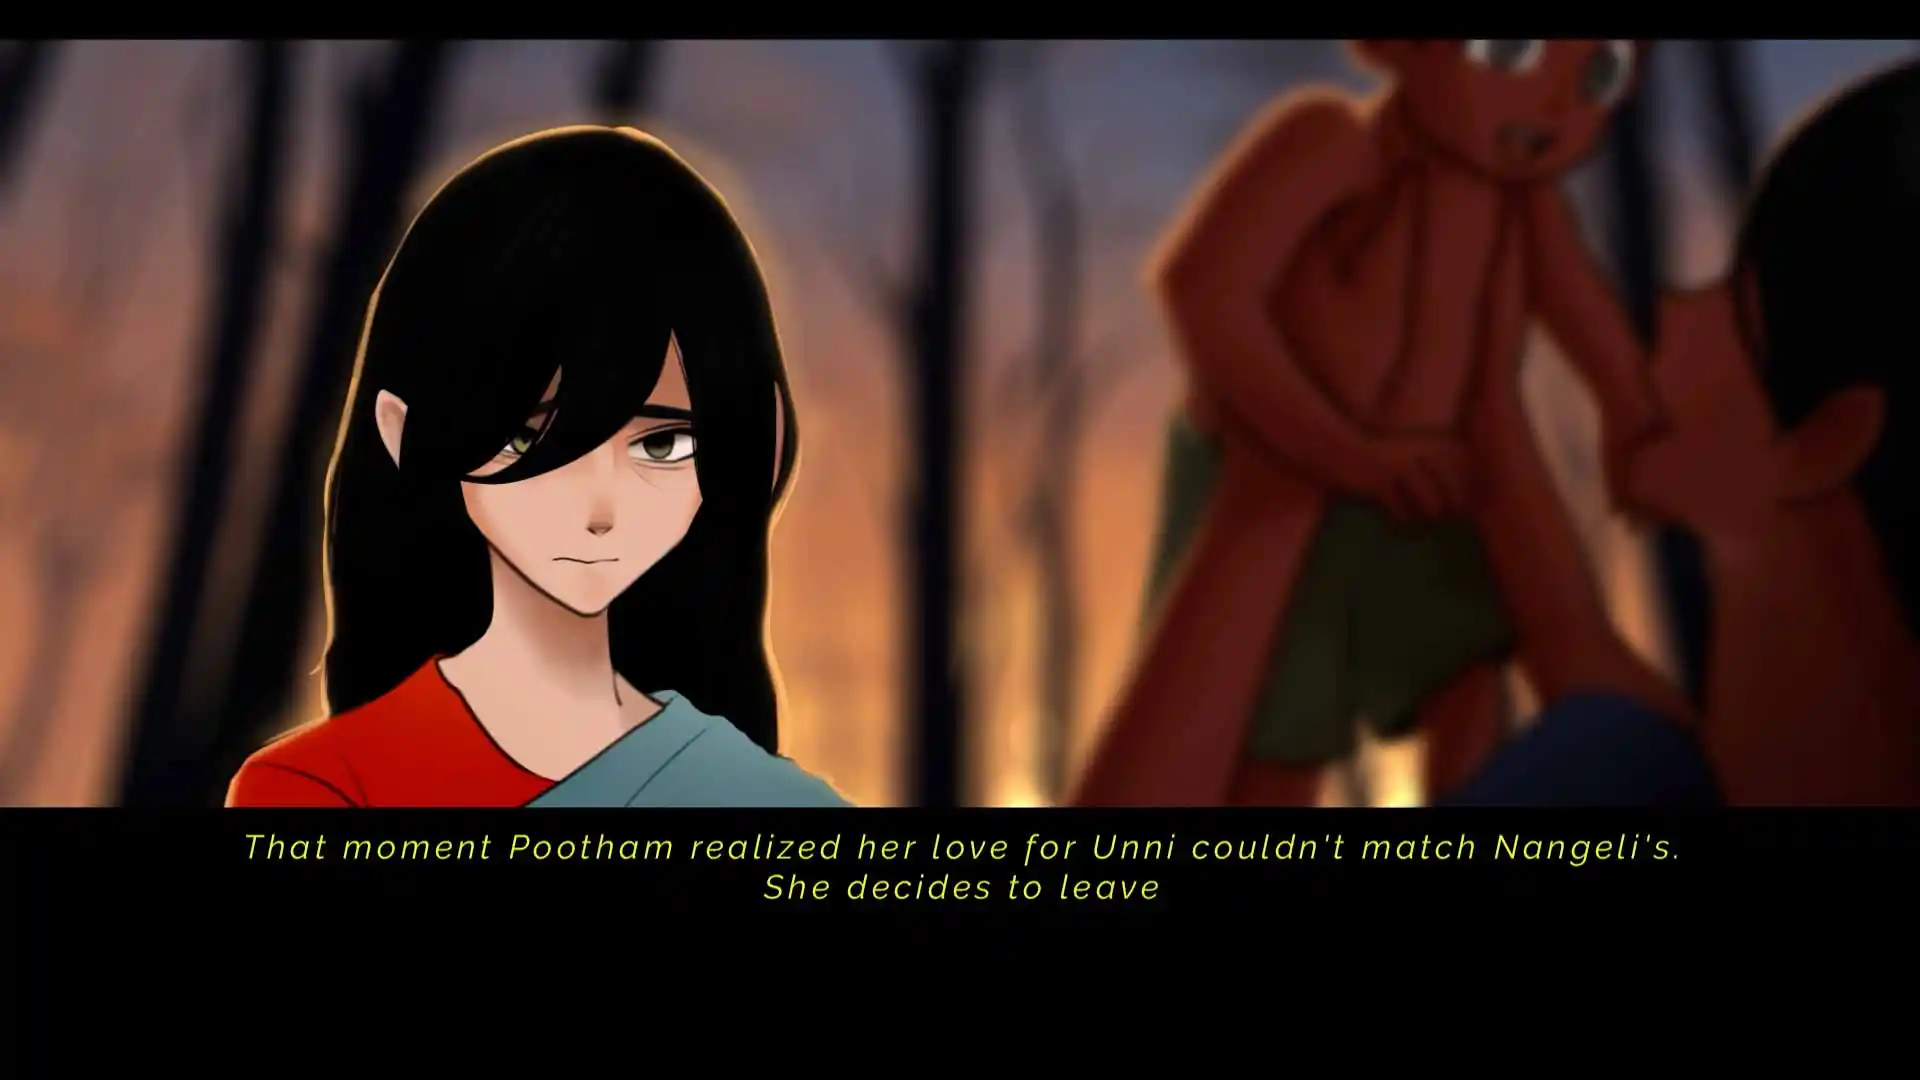 That moment Pootham realized her love for Unni couldn't match Nangeli's.
She decides to leave